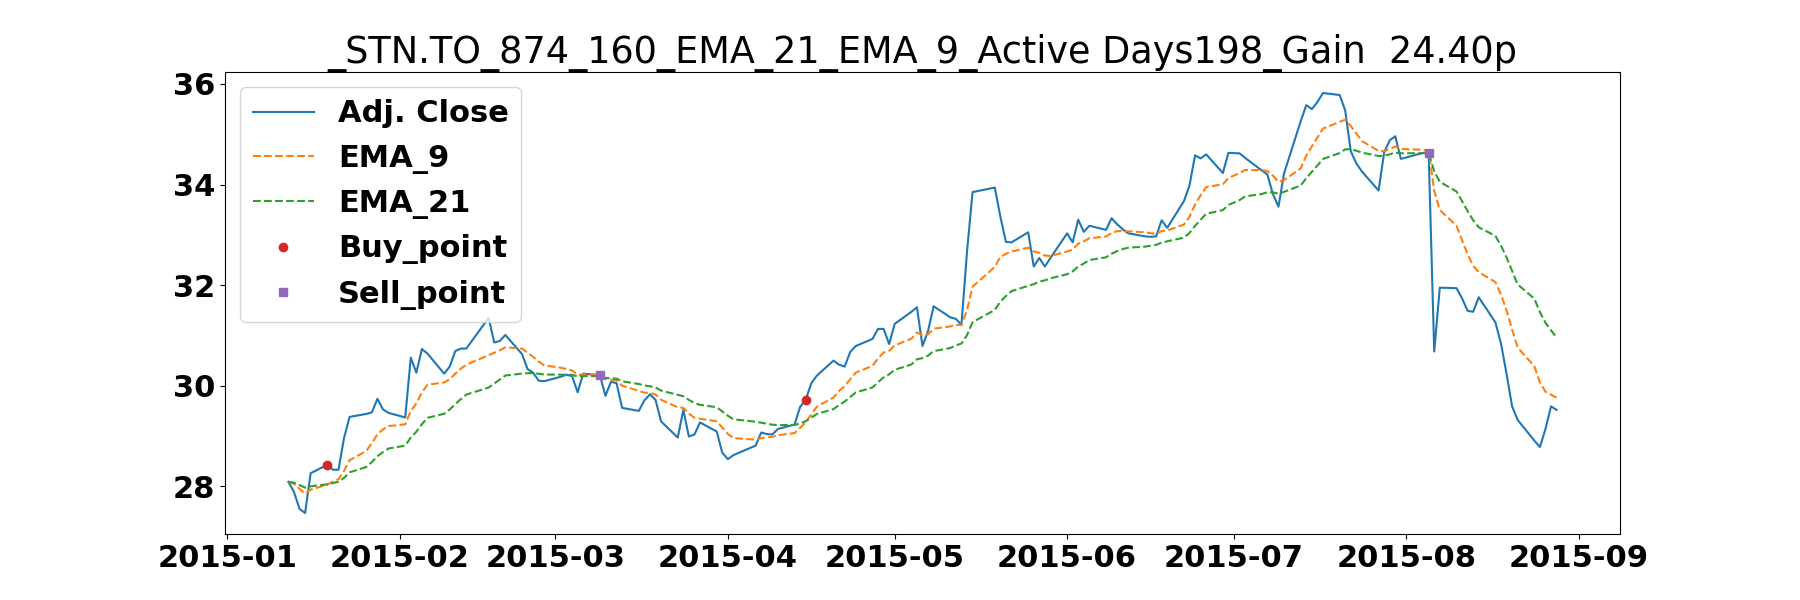 _STN.TO_874_160_EMA_21_EMA_9_Active Days198_Gain  24.40p
36
34
32
30
28
Adj. Close
EMA_9
EMA_21
Buy_point
Sell_point
2015-01 2015-02 2015-03 2015-04 2015-05 2015-06 2015-07 2015-08 2015-09